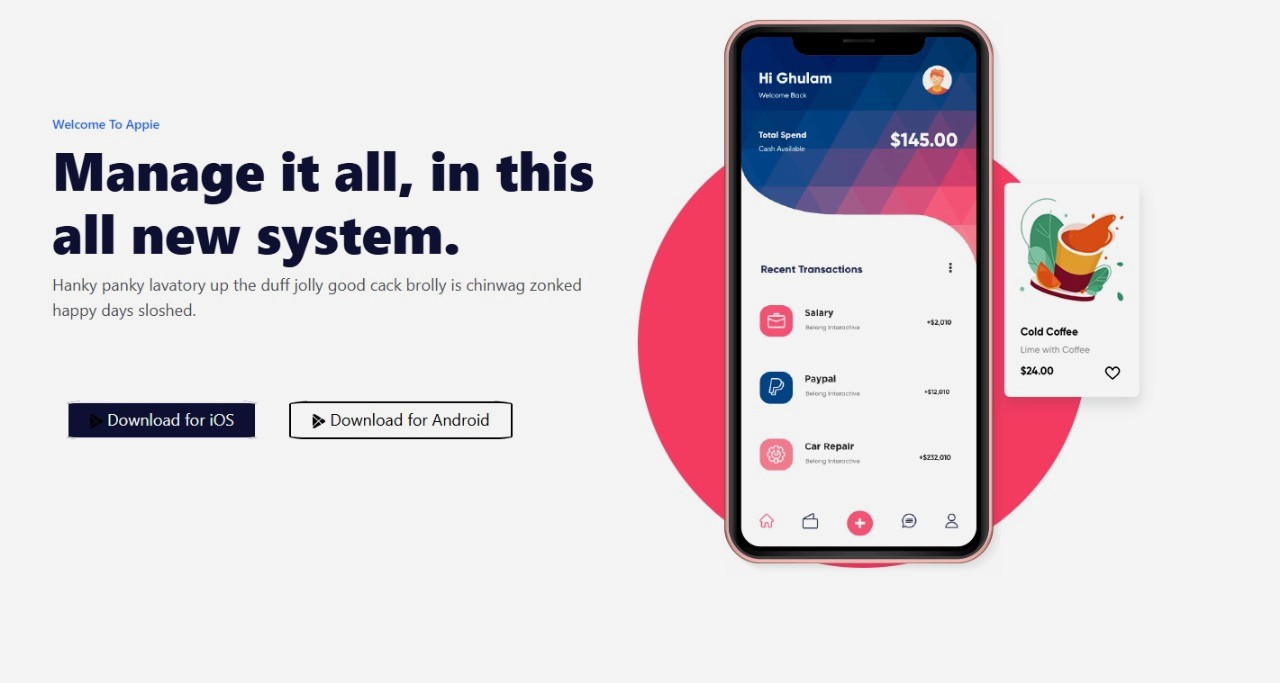 Welcome To Appie
Manage it all, in this
all new system.
Hanky panky lavatory up the duff jolly good cack brolly is chinwag zonked
happy days sloshed.
Download for iOS
Download for Android
Hi Ghulam
Welcome Back
Total Spend
$145.00
Cash Available
Recent Transactions
Salary
Belong Interactive
+$2,010
Paypal
Belong Interactive
+$12,010
Car Repair
Belong Interactive
+$232,010
Cold Coffee
Lime with Coffee
$24.00